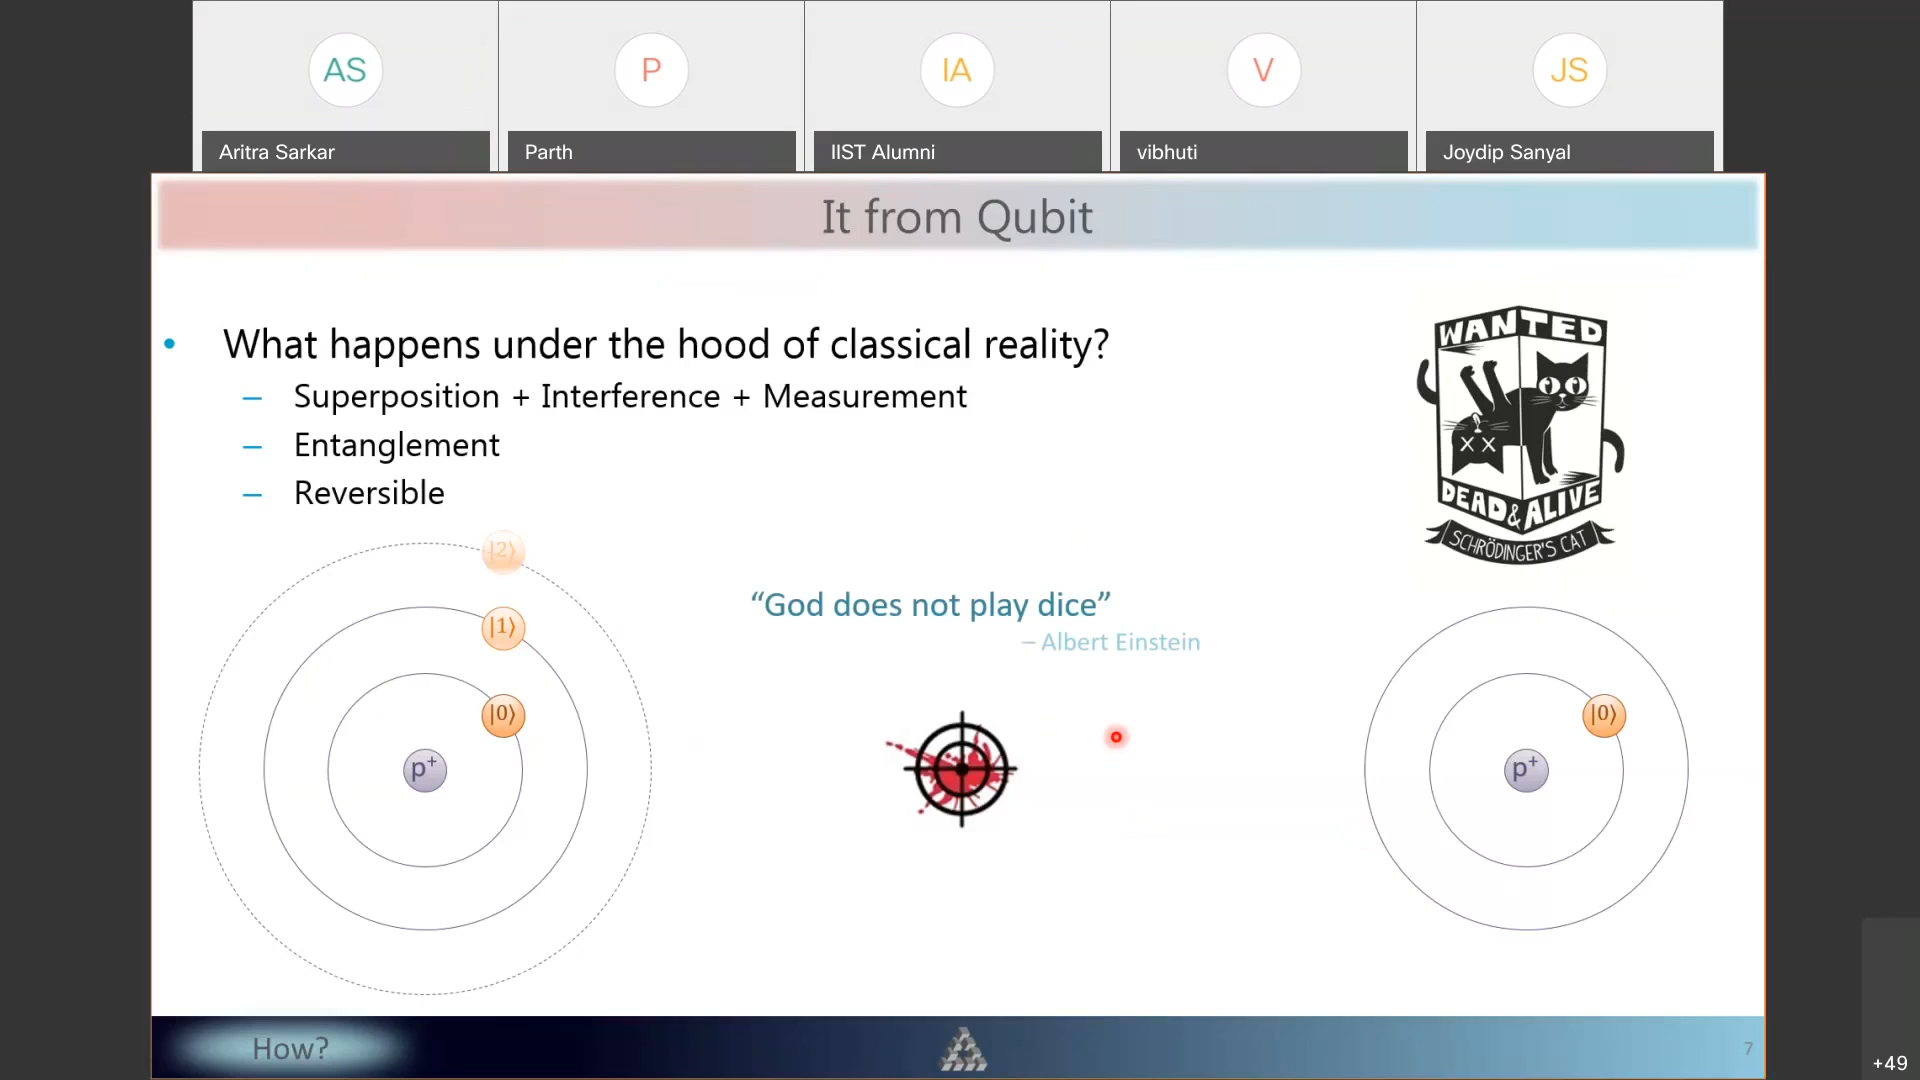 AS
P
IA
V
JS
Aritra Sarkar
Parth
IIST Alumni
vibhuti
Joydip Sanyal
It from Qubit
• What happens under the hood of classical reality?
– Superposition + Interference + Measurement
– Entanglement
– Reversible
WANTED
DEAD & ALIVE
SCHRÖDINGER'S CAT
|2⟩
|1⟩
|0⟩
p⁺
“God does not play dice”
– Albert Einstein
|0⟩
p⁺
How?
7
+49